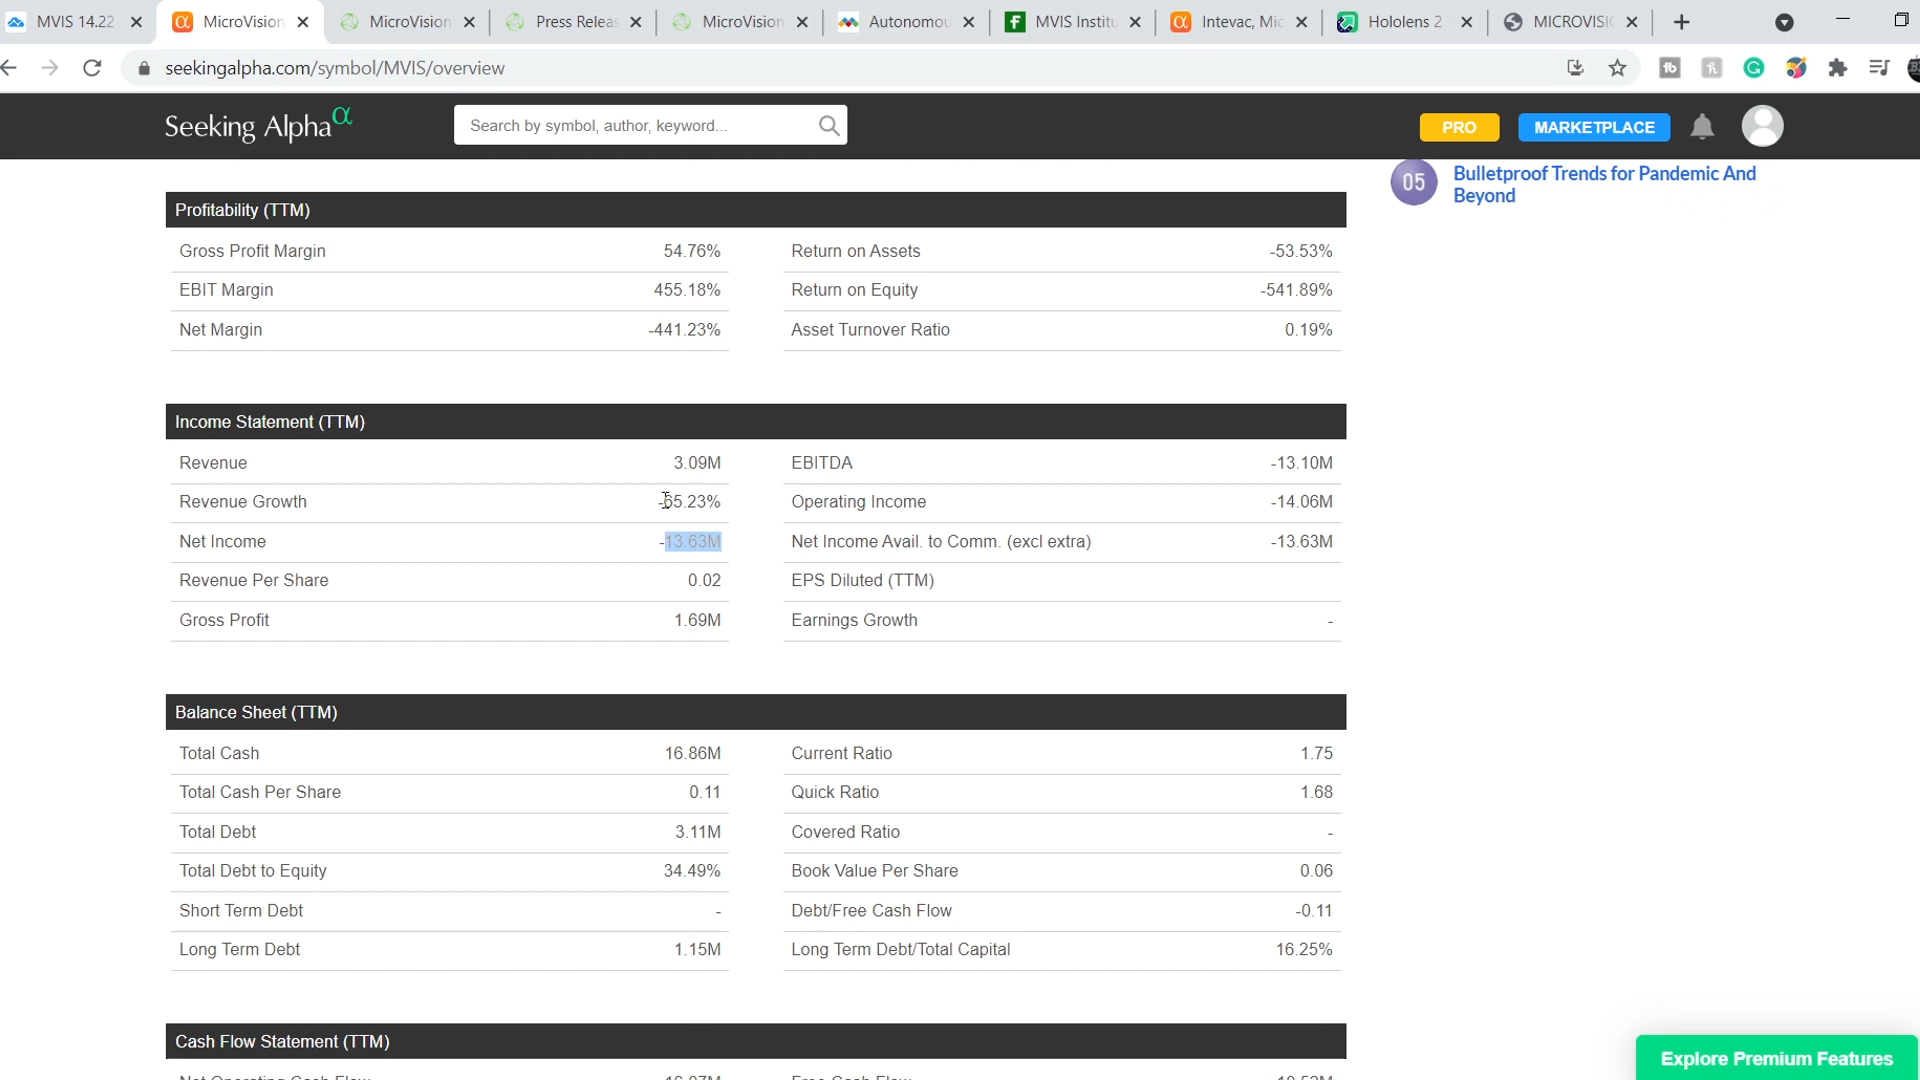 MVIS 14.22
MicroVision
MicroVision
Press Releas
MicroVision
Autonomou
MVIS Institu
Intevac, Mic
Hololens 2
MICROVISI
seekingalpha.com/symbol/MVIS/overview
Seeking Alpha α
Search by symbol, author, keyword...
PRO
MARKETPLACE
05 Bulletproof Trends for Pandemic And
Beyond
Profitability (TTM)
Gross Profit Margin 54.76% Return on Assets -53.53%
EBIT Margin 455.18% Return on Equity -541.89%
Net Margin -441.23% Asset Turnover Ratio 0.19%
Income Statement (TTM)
Revenue 3.09M EBITDA -13.10M
Revenue Growth -65.23% Operating Income -14.06M
Net Income -13.63M Net Income Avail. to Comm. (excl extra) -13.63M
Revenue Per Share 0.02 EPS Diluted (TTM)
Gross Profit 1.69M Earnings Growth -
Balance Sheet (TTM)
Total Cash 16.86M Current Ratio 1.75
Total Cash Per Share 0.11 Quick Ratio 1.68
Total Debt 3.11M Covered Ratio -
Total Debt to Equity 34.49% Book Value Per Share 0.06
Short Term Debt - Debt/Free Cash Flow -0.11
Long Term Debt 1.15M Long Term Debt/Total Capital 16.25%
Cash Flow Statement (TTM)
Explore Premium Features